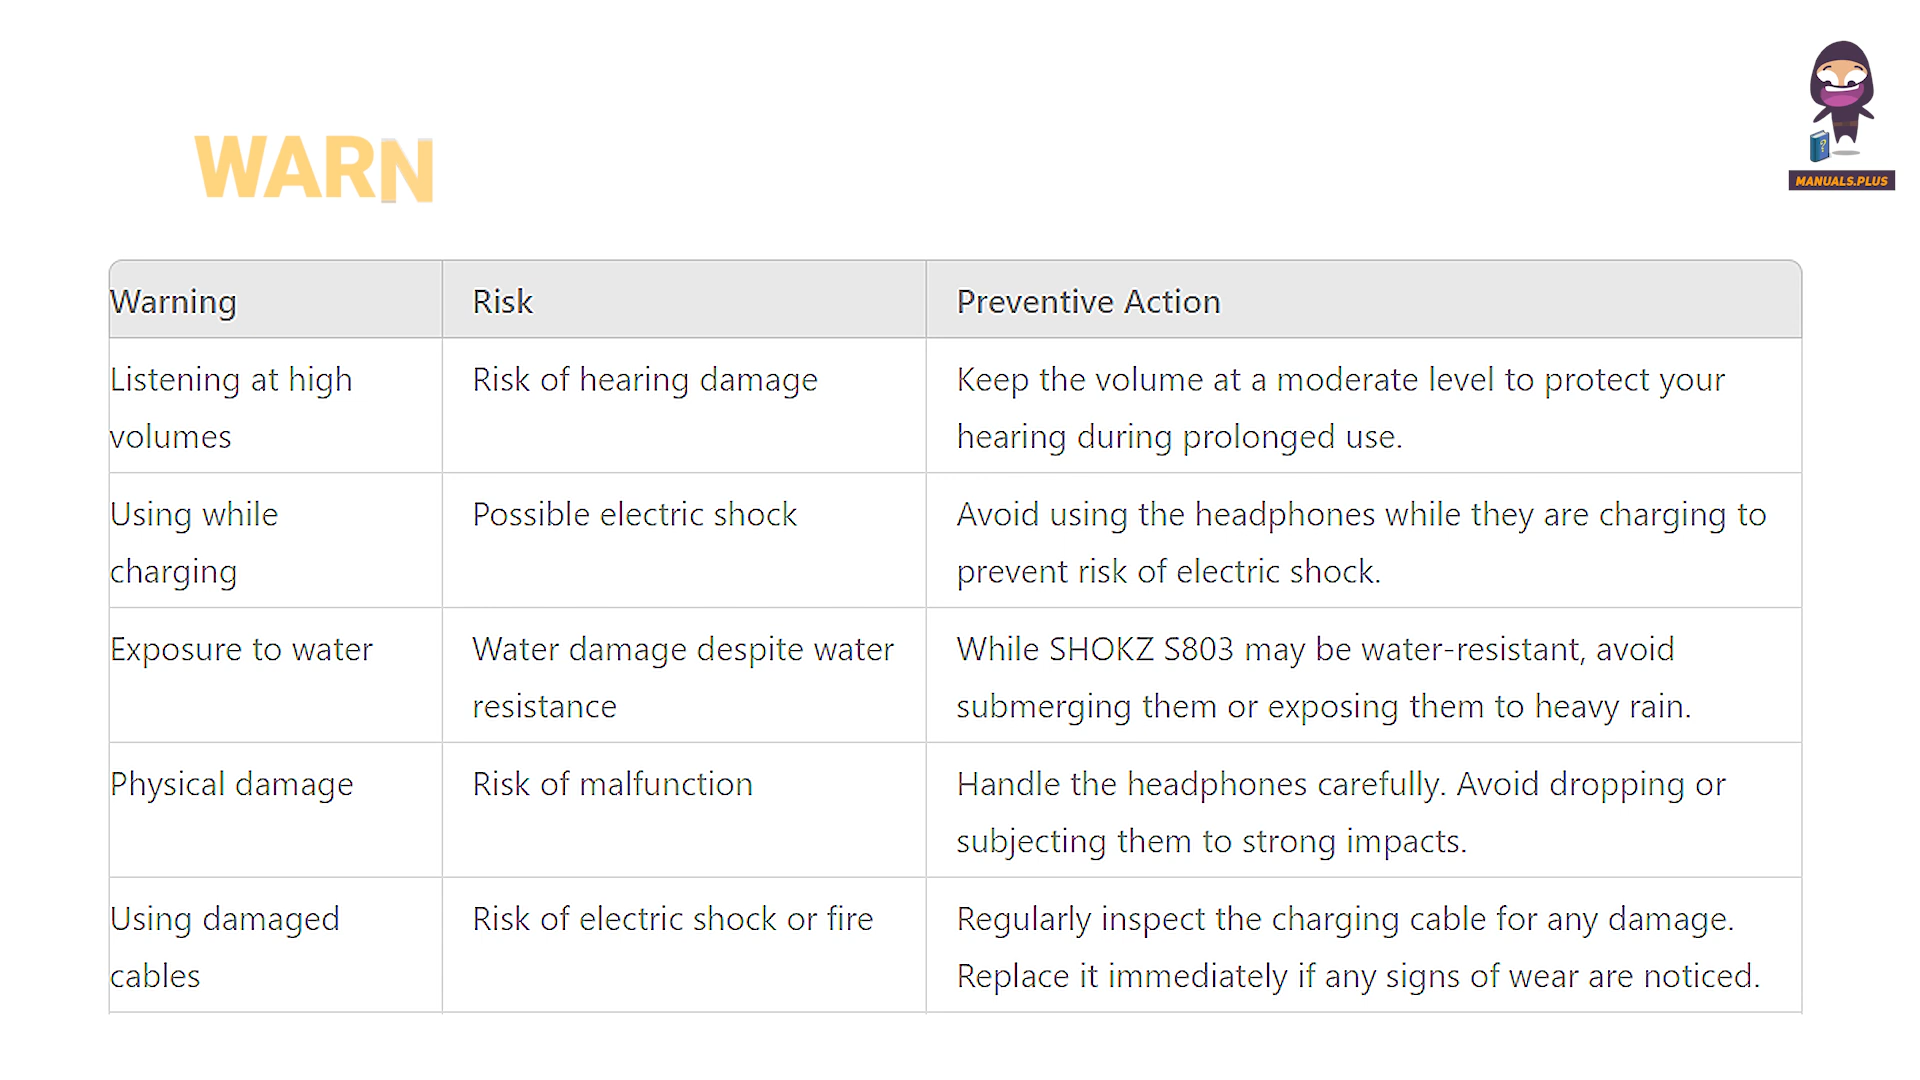 WARN
MANUALS.PLUS
Warning Risk Preventive Action
Listening at high Risk of hearing damage Keep the volume at a moderate level to protect your
volumes hearing during prolonged use.
Using while Possible electric shock Avoid using the headphones while they are charging to
charging prevent risk of electric shock.
Exposure to water Water damage despite water While SHOKZ S803 may be water-resistant, avoid
resistance submerging them or exposing them to heavy rain.
Physical damage Risk of malfunction Handle the headphones carefully. Avoid dropping or
subjecting them to strong impacts.
Using damaged Risk of electric shock or fire Regularly inspect the charging cable for any damage.
cables Replace it immediately if any signs of wear are noticed.